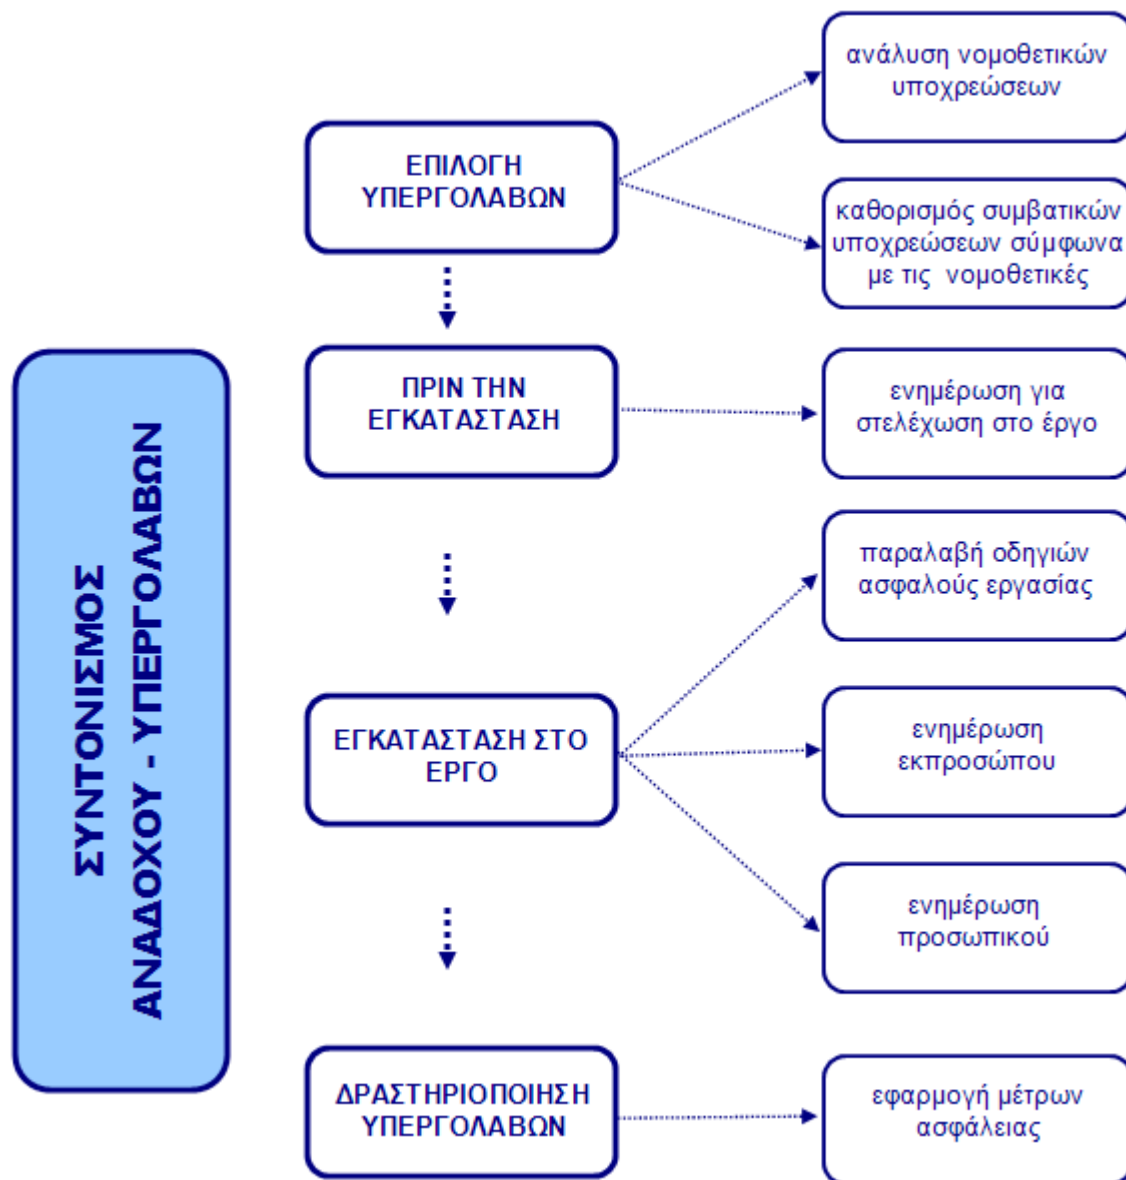 ΣΥΝΤΟΝΙΣΜΟΣ
ΑΝΑΔΟΧΟΥ - ΥΠΕΡΓΟΛΑΒΩΝ
ΕΠΙΛΟΓΗ
ΥΠΕΡΓΟΛΑΒΩΝ
ανάλυση νομοθετικών
υποχρεώσεων
καθορισμός συμβατικών
υποχρεώσεων σύμφωνα
με τις νομοθετικές
ΠΡΙΝ ΤΗΝ
ΕΓΚΑΤΑΣΤΑΣΗ
ενημέρωση για
στελέχωση στο έργο
ΕΓΚΑΤΑΣΤΑΣΗ ΣΤΟ
ΕΡΓΟ
παραλαβή οδηγιών
ασφαλούς εργασίας
ενημέρωση
εκπροσώπου
ενημέρωση
προσωπικού
ΔΡΑΣΤΗΡΙΟΠΟΙΗΣΗ
ΥΠΕΡΓΟΛΑΒΩΝ
εφαρμογή μέτρων
ασφάλειας